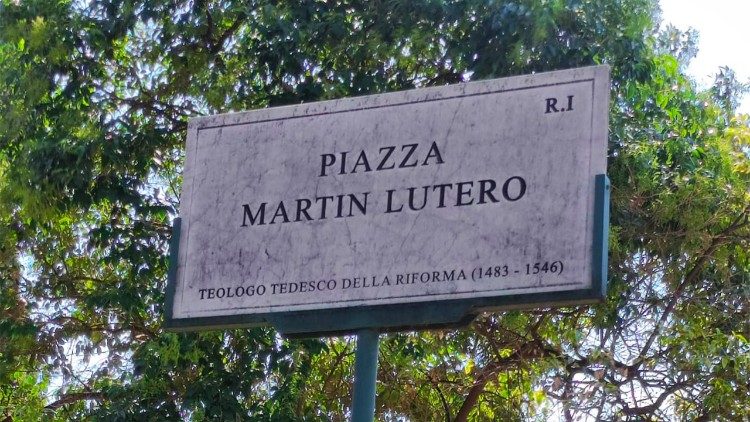 R.I
PIAZZA
MARTIN LUTERO
TEOLOGO TEDESCO DELLA RIFORMA (1483 - 1546)